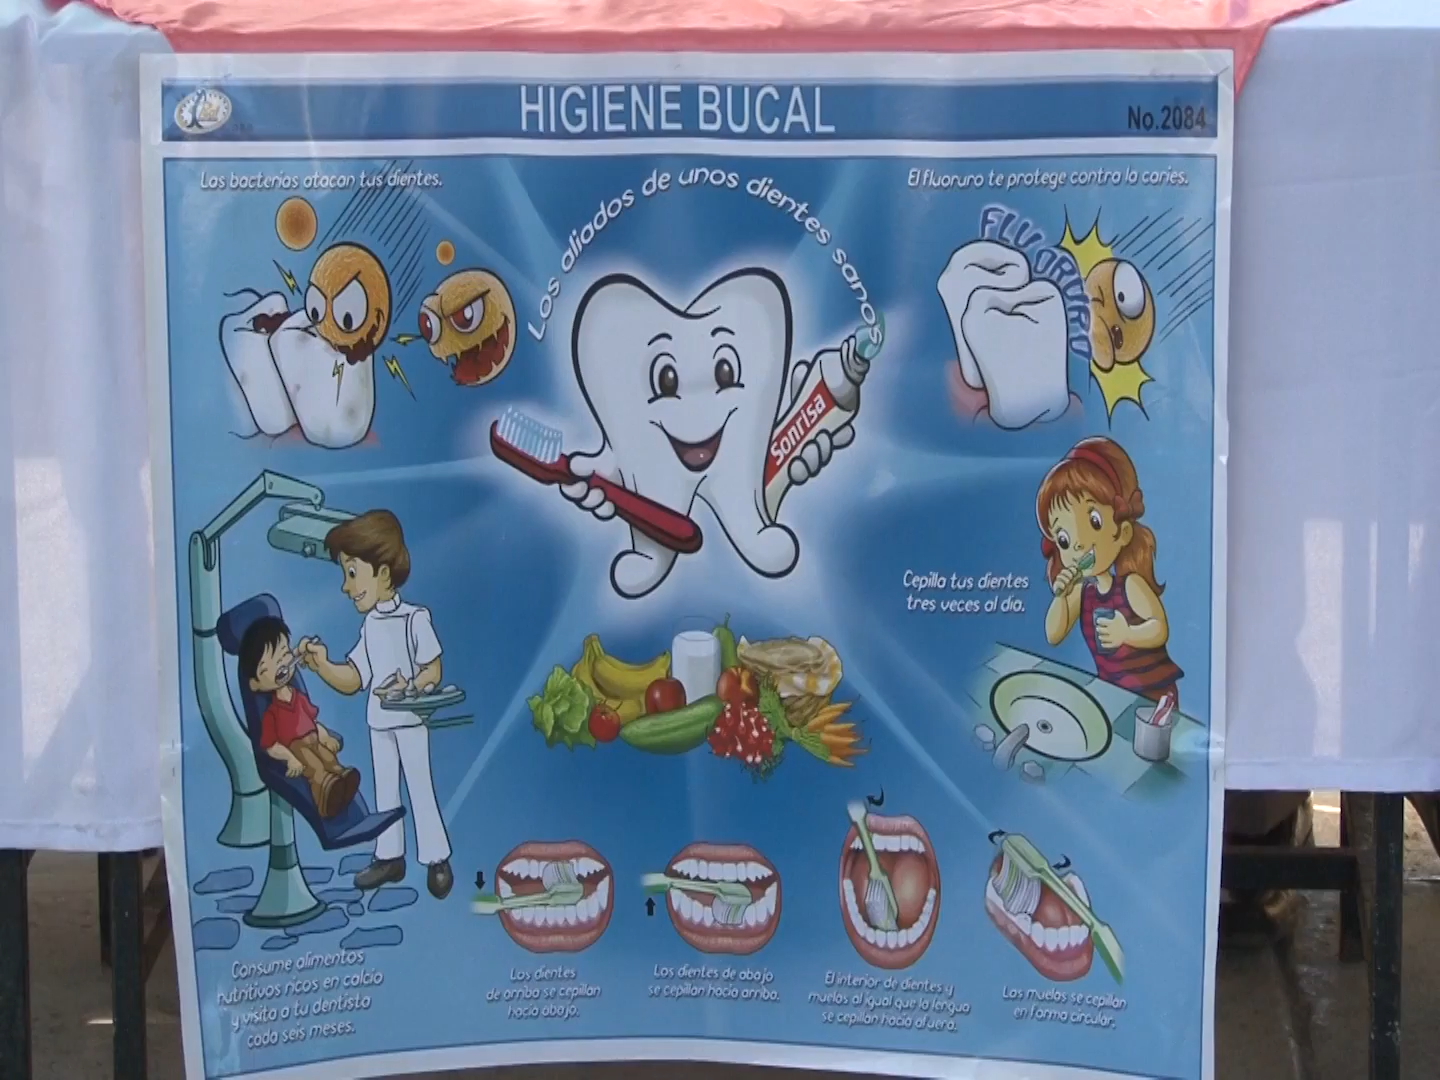 HIGIENE BUCAL
No.2084
Las bacterias atacan tus dientes.
Los aliados de unos dientes sanos
El fluoruro te protege contra la caries.
FLUORURO
Sonrisa
Cepilla tus dientes
tres veces al día.
Consume alimentos
nutritivos ricos en calcio
y visita a tu dentista
cada seis meses.
Los dientes
de arriba se cepillan
hacia abajo.
Los dientes de abajo
se cepillan hacia arriba.
El interior de dientes y
muelas al igual que la lengua
se cepillan hacia afuera.
Las muelas se cepillan
en forma circular.